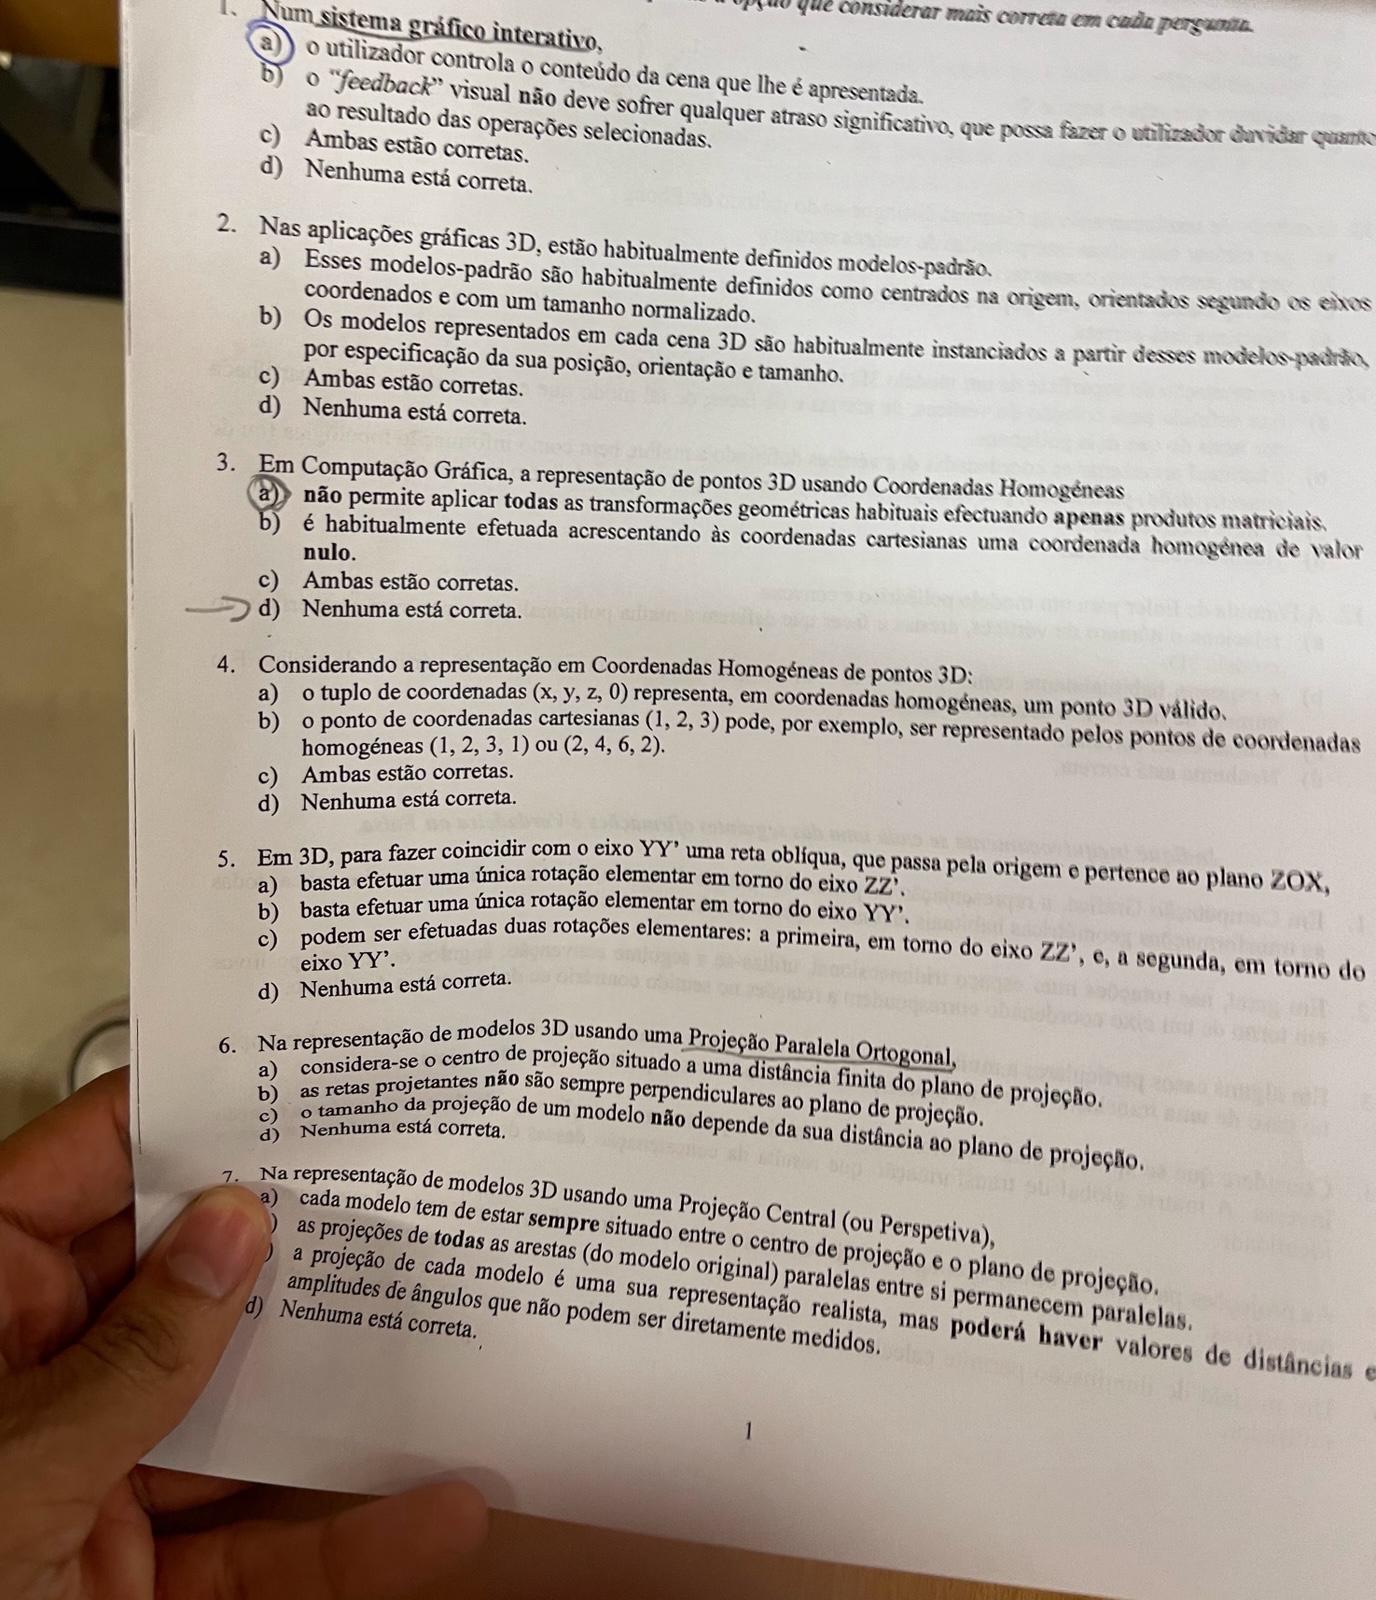 opção que considerar mais correta em cada pergunta.
1. Num sistema gráfico interativo,
a) o utilizador controla o conteúdo da cena que lhe é apresentada.
b) o “feedback” visual não deve sofrer qualquer atraso significativo, que possa fazer o utilizador duvidar quanto
ao resultado das operações selecionadas.
c) Ambas estão corretas.
d) Nenhuma está correta.
2. Nas aplicações gráficas 3D, estão habitualmente definidos modelos-padrão.
a) Esses modelos-padrão são habitualmente definidos como centrados na origem, orientados segundo os eixos
coordenados e com um tamanho normalizado.
b) Os modelos representados em cada cena 3D são habitualmente instanciados a partir desses modelos-padrão,
por especificação da sua posição, orientação e tamanho.
c) Ambas estão corretas.
d) Nenhuma está correta.
3. Em Computação Gráfica, a representação de pontos 3D usando Coordenadas Homogéneas
a) não permite aplicar todas as transformações geométricas habituais efectuando apenas produtos matriciais.
b) é habitualmente efetuada acrescentando às coordenadas cartesianas uma coordenada homogénea de valor
nulo.
c) Ambas estão corretas.
d) Nenhuma está correta.
4. Considerando a representação em Coordenadas Homogéneas de pontos 3D:
a) o tuplo de coordenadas (x, y, z, 0) representa, em coordenadas homogéneas, um ponto 3D válido.
b) o ponto de coordenadas cartesianas (1, 2, 3) pode, por exemplo, ser representado pelos pontos de coordenadas
homogéneas (1, 2, 3, 1) ou (2, 4, 6, 2).
c) Ambas estão corretas.
d) Nenhuma está correta.
5. Em 3D, para fazer coincidir com o eixo YY’ uma reta oblíqua, que passa pela origem e pertence ao plano ZOX,
a) basta efetuar uma única rotação elementar em torno do eixo ZZ’.
b) basta efetuar uma única rotação elementar em torno do eixo YY’.
c) podem ser efetuadas duas rotações elementares: a primeira, em torno do eixo ZZ’, e, a segunda, em torno do
eixo YY’.
d) Nenhuma está correta.
6. Na representação de modelos 3D usando uma Projeção Paralela Ortogonal,
a) considera-se o centro de projeção situado a uma distância finita do plano de projeção.
b) as retas projetantes não são sempre perpendiculares ao plano de projeção.
c) o tamanho da projeção de um modelo não depende da sua distância ao plano de projeção.
d) Nenhuma está correta.
7. Na representação de modelos 3D usando uma Projeção Central (ou Perspetiva),
a) cada modelo tem de estar sempre situado entre o centro de projeção e o plano de projeção.
) as projeções de todas as arestas (do modelo original) paralelas entre si permanecem paralelas.
) a projeção de cada modelo é uma sua representação realista, mas poderá haver valores de distâncias e
amplitudes de ângulos que não podem ser diretamente medidos.
d) Nenhuma está correta.
1